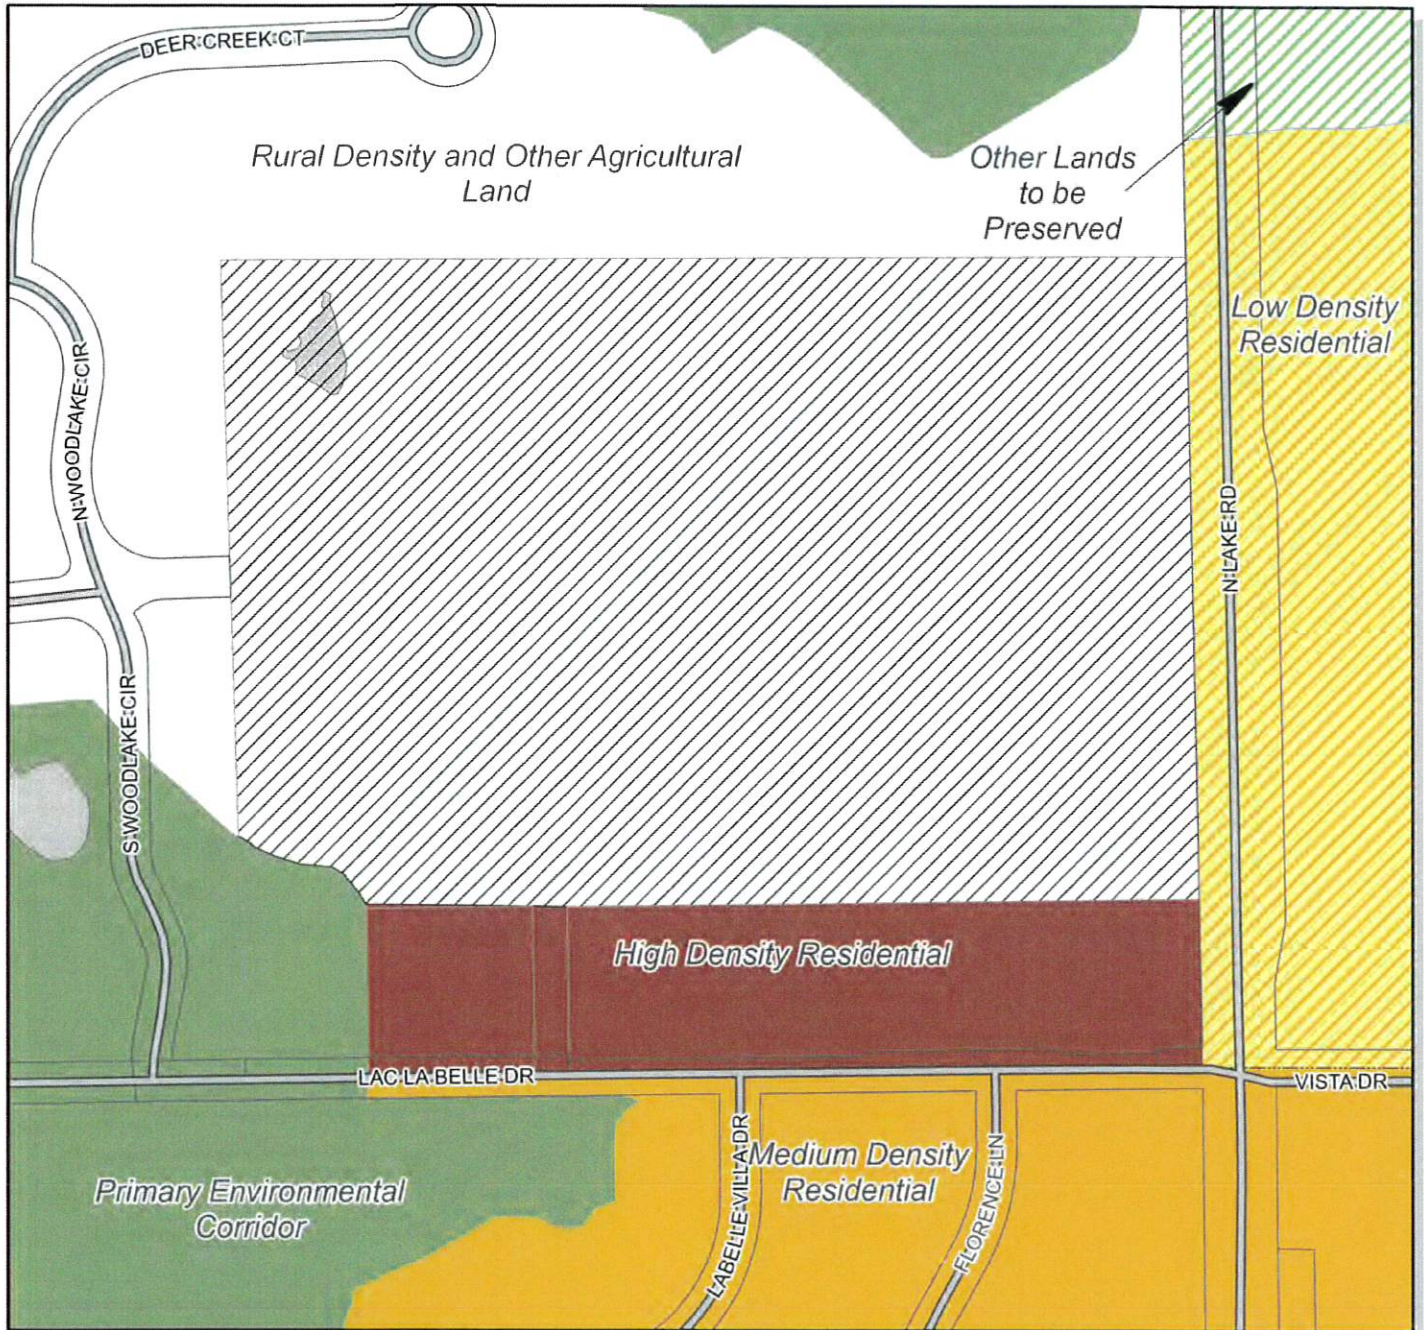 DEER CREEK CT
Rural Density and Other Agricultural
Land
Other Lands
to be
Preserved
Low Density
Residential
N WOODLAKE CIR
N LAKE RD
S WOODLAKE CIR
High Density Residential
LAC LA BELLE DR
VISTA DR
LABELLE VILLA DR
Medium Density
Residential
FLORENCE LN
Primary Environmental
Corridor